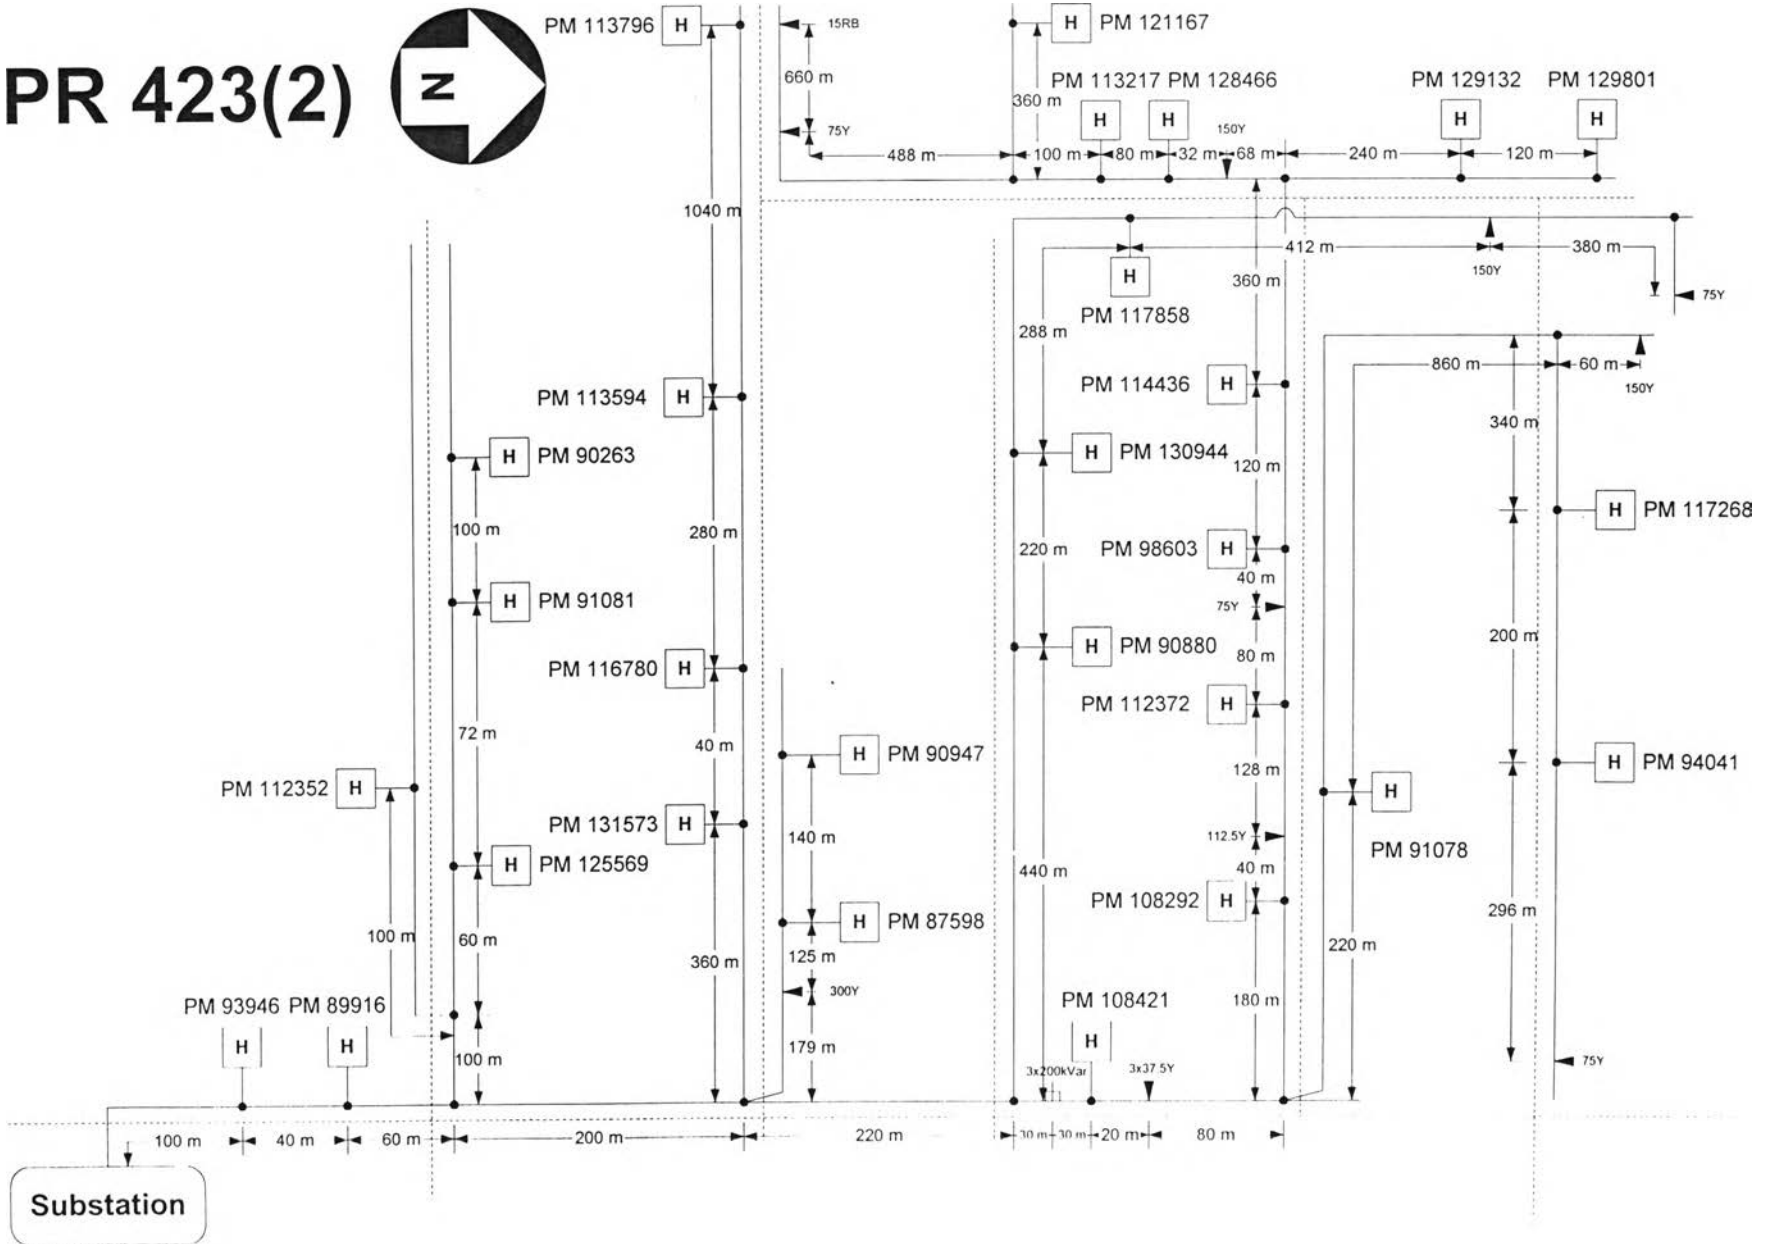 PR 423(2)
N
PM 113796 H
15RB
H PM 121167
660 m
360 m
75Y
PM 113217 PM 128466
PM 129132 PM 129801
H H H H
150Y
488 m 100 m 80 m 32 m 68 m 240 m 120 m
1040 m
412 m 380 m
150Y
75Y
H
PM 117858
360 m
288 m
860 m 60 m
150Y
PM 113594 H
PM 114436 H
340 m
PM 130944 H
H PM 90263
120 m
100 m
280 m
220 m
PM 98603 H
H PM 117268
40 m
75Y
H PM 91081
PM 116780 H
H PM 90880
80 m
200 m
PM 112372 H
72 m
40 m
H PM 90947
128 m
H PM 94041
PM 112352 H
H
PM 91078
PM 131573 H
140 m
112.5Y
H PM 125569
440 m
40 m
PM 108292 H
296 m
H PM 87598
100 m
60 m
360 m
125 m
220 m
300Y
PM 93946 PM 89916
H H
PM 108421
H
180 m
100 m
179 m
3x200kVar
3x37.5Y
75Y
100 m 40 m 60 m 200 m 220 m 30 m 30 m 20 m 80 m
Substation